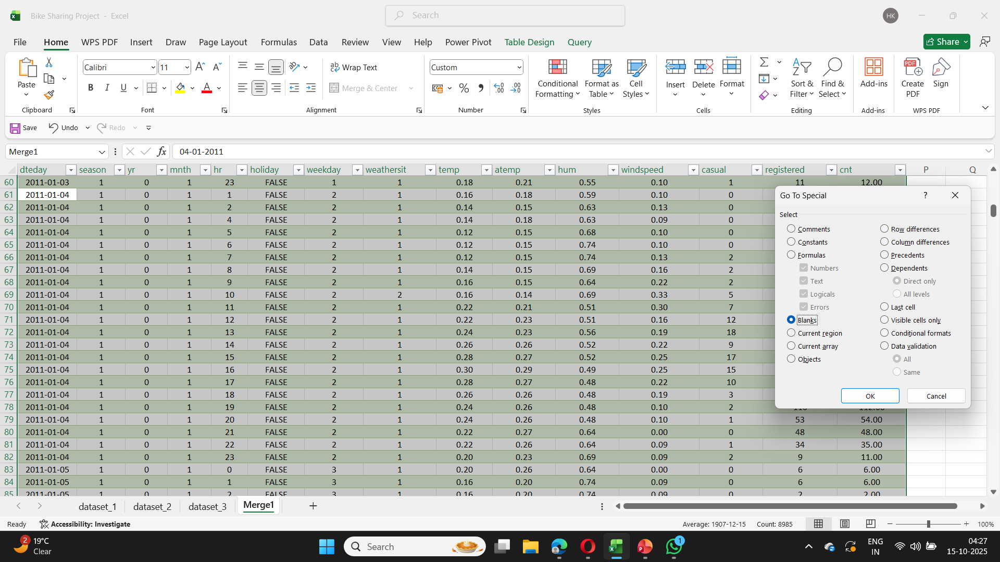 Bike Sharing Project - Excel
Search
HK
File Home WPS PDF Insert Draw Page Layout Formulas Data Review View Help Power Pivot Table Design Query
Share
Paste
Calibri 11
Wrap Text
Custom
Merge & Center
Conditional Formatting
Format as Table
Cell Styles
Insert Delete Format
Sort & Filter
Find & Select
Add-ins
Create PDF
Sign
Clipboard Font Alignment Number Styles Cells Editing Add-ins WPS PDF
Save Undo Redo
Merge1 fx 04-01-2011
dteday season yr mnth hr holiday weekday weathersit temp atemp hum windspeed casual registered cnt P Q
60 2011-01-03 1 0 1 23 FALSE 1 1 0.18 0.21 0.55 0.10 1 11 12.00
61 2011-01-04 1 0 1 1 FALSE 2 1 0.16 0.18 0.59 0.10 0
62 2011-01-04 1 0 1 2 FALSE 2 1 0.14 0.15 0.63 0.13 0
63 2011-01-04 1 0 1 4 FALSE 2 1 0.14 0.18 0.63 0.09 0
64 2011-01-04 1 0 1 5 FALSE 2 1 0.12 0.15 0.68 0.10 0
65 2011-01-04 1 0 1 6 FALSE 2 1 0.12 0.15 0.74 0.10 0
66 2011-01-04 1 0 1 7 FALSE 2 1 0.12 0.15 0.74 0.13 2
67 2011-01-04 1 0 1 8 FALSE 2 1 0.14 0.15 0.69 0.16 2
68 2011-01-04 1 0 1 9 FALSE 2 1 0.16 0.15 0.64 0.22 2
69 2011-01-04 1 0 1 10 FALSE 2 2 0.16 0.14 0.69 0.33 5
70 2011-01-04 1 0 1 11 FALSE 2 1 0.22 0.21 0.51 0.30 7
71 2011-01-04 1 0 1 12 FALSE 2 1 0.22 0.23 0.51 0.16 12
72 2011-01-04 1 0 1 13 FALSE 2 1 0.24 0.23 0.56 0.19 18
73 2011-01-04 1 0 1 14 FALSE 2 1 0.26 0.26 0.52 0.22 9
74 2011-01-04 1 0 1 15 FALSE 2 1 0.28 0.27 0.52 0.25 17
75 2011-01-04 1 0 1 16 FALSE 2 1 0.30 0.29 0.49 0.25 15
76 2011-01-04 1 0 1 17 FALSE 2 1 0.28 0.27 0.48 0.22 10
77 2011-01-04 1 0 1 18 FALSE 2 1 0.26 0.26 0.48 0.19 3
78 2011-01-04 1 0 1 19 FALSE 2 1 0.24 0.26 0.48 0.10 2
79 2011-01-04 1 0 1 20 FALSE 2 1 0.24 0.26 0.48 0.10 1 53 54.00
80 2011-01-04 1 0 1 21 FALSE 2 1 0.22 0.27 0.64 0.00 0 48 48.00
81 2011-01-04 1 0 1 22 FALSE 2 1 0.22 0.26 0.64 0.09 1 34 35.00
82 2011-01-04 1 0 1 23 FALSE 2 1 0.20 0.23 0.69 0.09 2 9 11.00
83 2011-01-05 1 0 1 0 FALSE 3 1 0.20 0.26 0.64 0.00 0 6 6.00
84 2011-01-05 1 0 1 1 FALSE 3 1 0.16 0.20 0.74 0.09 0 6 6.00
85 2011-01-05 1 0 1 2 FALSE 3 1 0.16 0.20 0.74 0.09 0 2 2.00
Go To Special ?
Select
Comments Row differences
Constants Column differences
Formulas Precedents
Numbers Dependents
Text Direct only
Logicals All levels
Errors Last cell
Blanks Visible cells only
Current region Conditional formats
Current array Data validation
Objects All
Same
OK Cancel
dataset_1 dataset_2 dataset_3 Merge1
Ready Accessibility: Investigate Average: 1907-12-15 Count: 8985 100%
2 19°C
Clear
Search
1
ENG
IN
04:27
15-10-2025